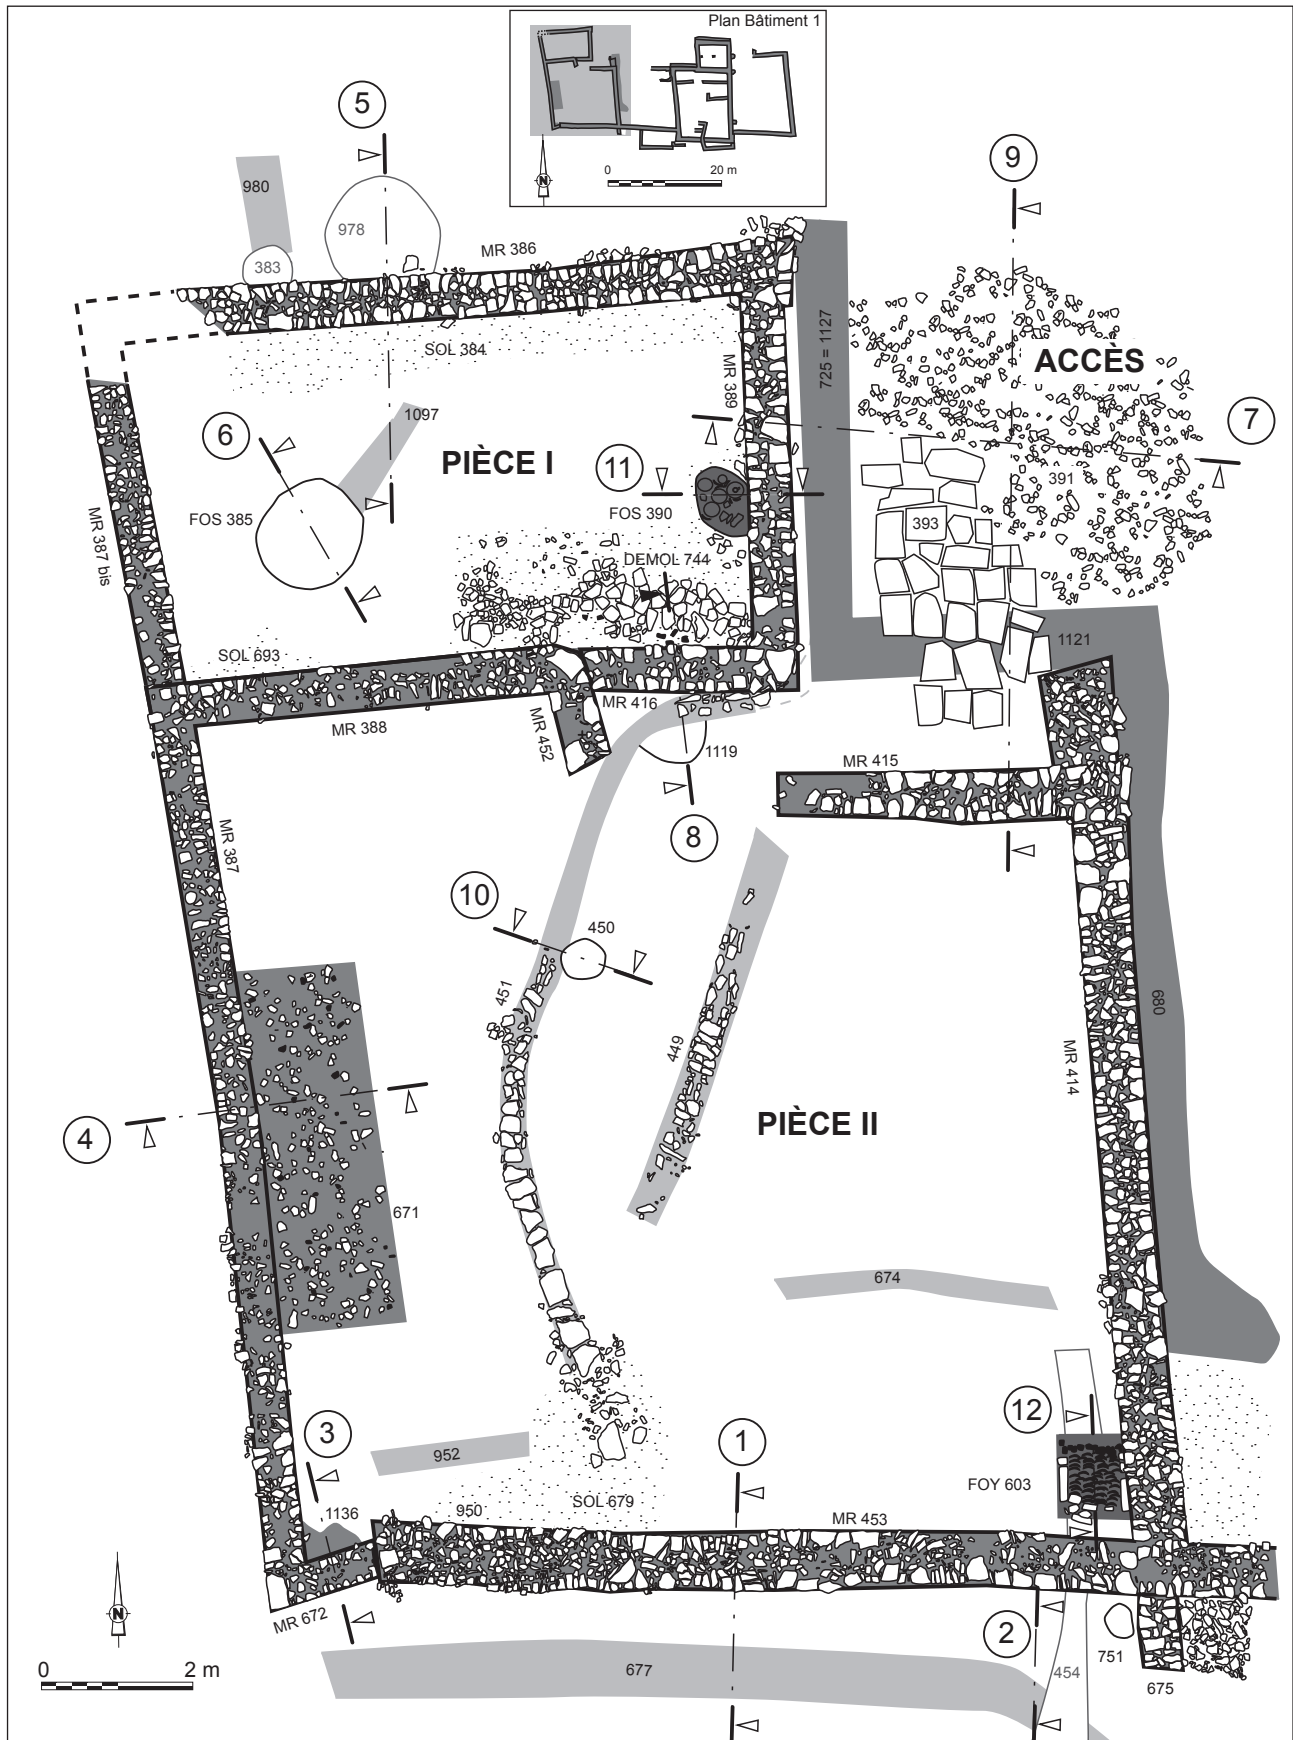 Plan Bâtiment 1
N
0 20 m
5
9
980
978
383
MR 386
SOL 384
MR 389
725 = 1127
ACCÈS
7
1097
6
PIÈCE I
11
391
FOS 385
FOS 390
393
MR 387 bis
DEMOL 744
SOL 693
1121
MR 416
MR 388
MR 452
1119
MR 415
MR 387
8
10
450
451
449
680
MR 414
4
PIÈCE II
671
674
12
3
1
952
FOY 603
SOL 679
1136
950
MR 453
MR 672
N
2
0 2 m
677
454
751
675